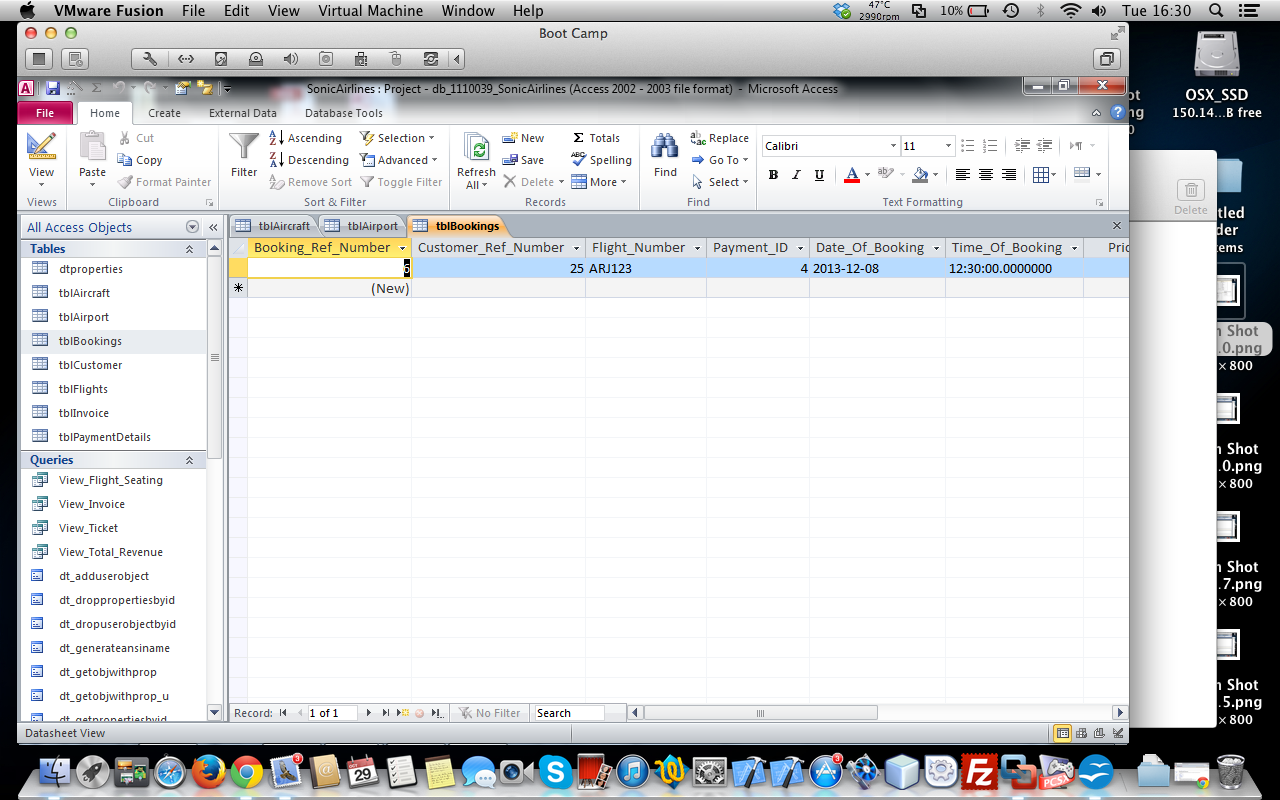 VMware Fusion File Edit View Virtual Machine Window Help 47°C 2990rpm 10% Tue 16:30
Boot Camp
SonicAirlines : Project - db_1110039_SonicAirlines (Access 2002 - 2003 file format) - Microsoft Access
File Home Create External Data Database Tools
View
Views
Paste
Cut
Copy
Format Painter
Clipboard
Filter
Ascending
Descending
Remove Sort
Selection
Advanced
Toggle Filter
Sort & Filter
Refresh All
New
Save
Delete
Totals
Spelling
More
Records
Find
Replace
Go To
Select
Find
Calibri 11
B I U A
Text Formatting
All Access Objects
Tables
dtproperties
tblAircraft
tblAirport
tblBookings
tblCustomer
tblFlights
tblInvoice
tblPaymentDetails
Queries
View_Flight_Seating
View_Invoice
View_Ticket
View_Total_Revenue
dt_adduserobject
dt_droppropertiesbyid
dt_dropuserobjectbyid
dt_generateansiname
dt_getobjwithprop
dt_getobjwithprop_u
dt_getpropertiesbyid
tblAircraft tblAirport tblBookings
Booking_Ref_Number Customer_Ref_Number Flight_Number Payment_ID Date_Of_Booking Time_Of_Booking Pric
6 25 ARJ123 4 2013-12-08 12:30:00.0000000
(New)
Record: 1 of 1 No Filter Search
Datasheet View
OSX_SSD
150.14...B free
ot
ng
0
Delete
tled
der
ems
n Shot
.0.png
× 800
n Shot
.0.png
× 800
n Shot
.7.png
× 800
n Shot
.5.png
× 800
OCT
29
3
3
Fz
PCSX